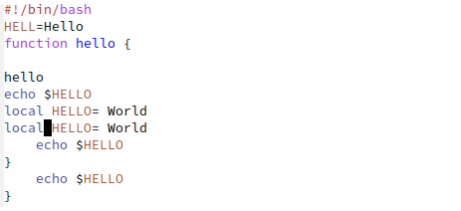 #!/bin/bash
HELL=Hello
function hello {
hello
echo $HELLO
local HELLO= World
local HELLO= World
echo $HELLO
}
echo $HELLO
}